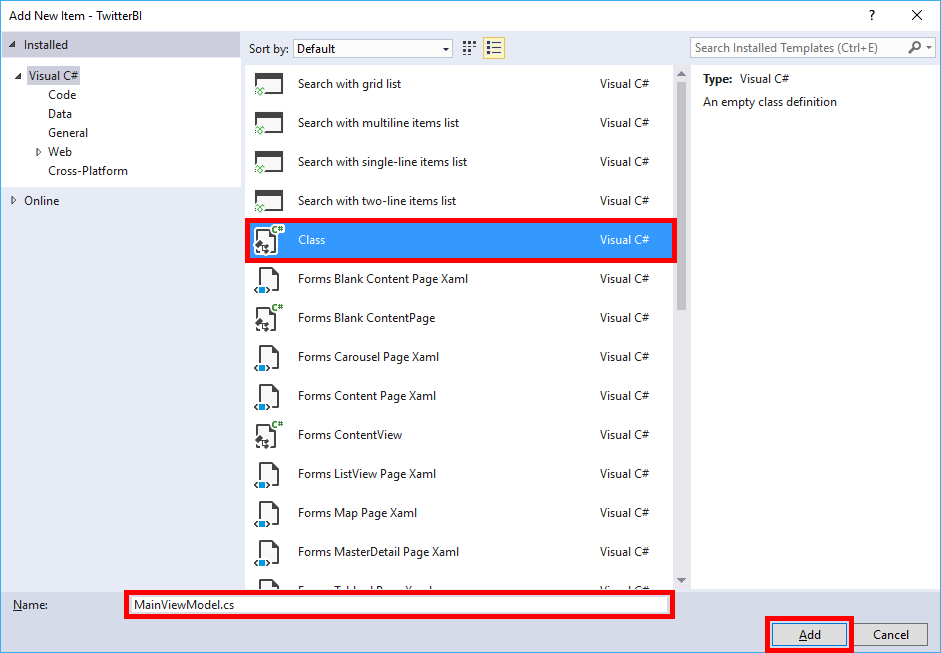 Add New Item - TwitterBI
?
Installed
Sort by: Default
Search Installed Templates (Ctrl+E)
Visual C#
Code
Data
General
Web
Cross-Platform
Online
Search with grid list Visual C#
Search with multiline items list Visual C#
Search with single-line items list Visual C#
Search with two-line items list Visual C#
C# Class Visual C#
Forms Blank Content Page Xaml Visual C#
C# Forms Blank ContentPage Visual C#
Forms Carousel Page Xaml Visual C#
Forms Content Page Xaml Visual C#
C# Forms ContentView Visual C#
Forms ListView Page Xaml Visual C#
Forms Map Page Xaml Visual C#
Forms MasterDetail Page Xaml Visual C#
Type: Visual C#
An empty class definition
Name: MainViewModel.cs
Add Cancel